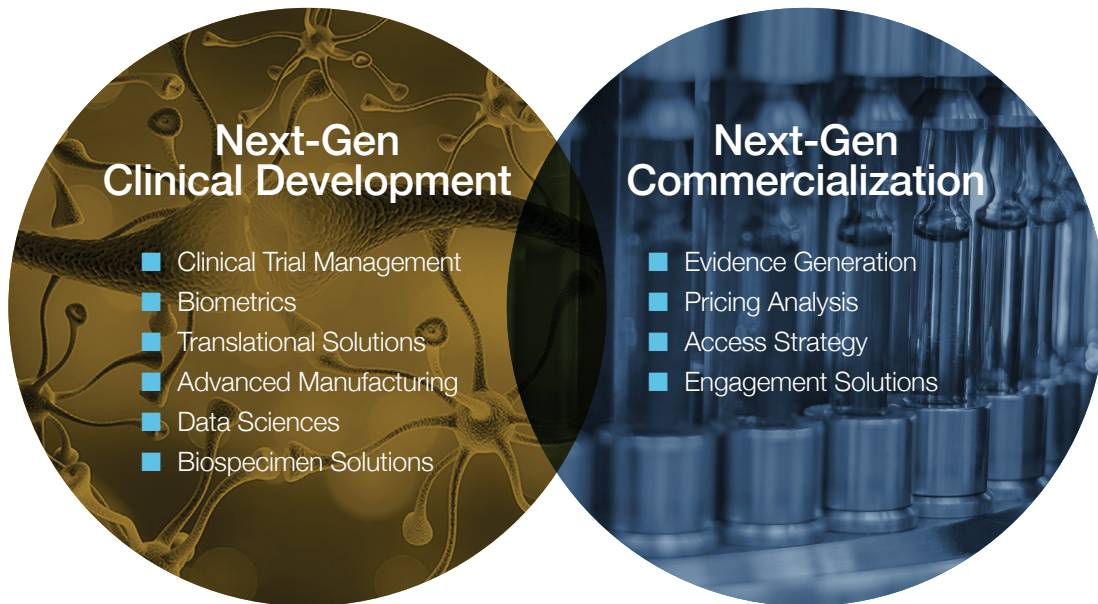 Next-Gen
Clinical Development
Clinical Trial Management
Biometrics
Translational Solutions
Advanced Manufacturing
Data Sciences
Biospecimen Solutions
Next-Gen
Commercialization
Evidence Generation
Pricing Analysis
Access Strategy
Engagement Solutions